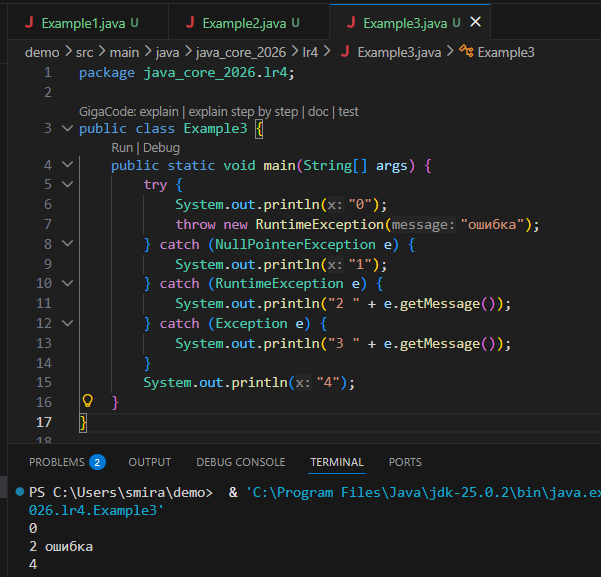 Example1.java U Example2.java U Example3.java U
demo > src > main > java > java_core_2026 > lr4 > Example3.java > Example3
1 package java_core_2026.lr4;
2
GigaCode: explain | explain step by step | doc | test
3 public class Example3 {
Run | Debug
4 public static void main(String[] args) {
5 try {
6 System.out.println(x: "0");
7 throw new RuntimeException(message: "ошибка");
8 } catch (NullPointerException e) {
9 System.out.println(x: "1");
10 } catch (RuntimeException e) {
11 System.out.println("2 " + e.getMessage());
12 } catch (Exception e) {
13 System.out.println("3 " + e.getMessage());
14 }
15 System.out.println(x: "4");
16 }
17 }
18
PROBLEMS 2 OUTPUT DEBUG CONSOLE TERMINAL PORTS
PS C:\Users\smira\demo> & 'C:\Program Files\Java\jdk-25.0.2\bin\java.ex
026.lr4.Example3'
0
2 ошибка
4